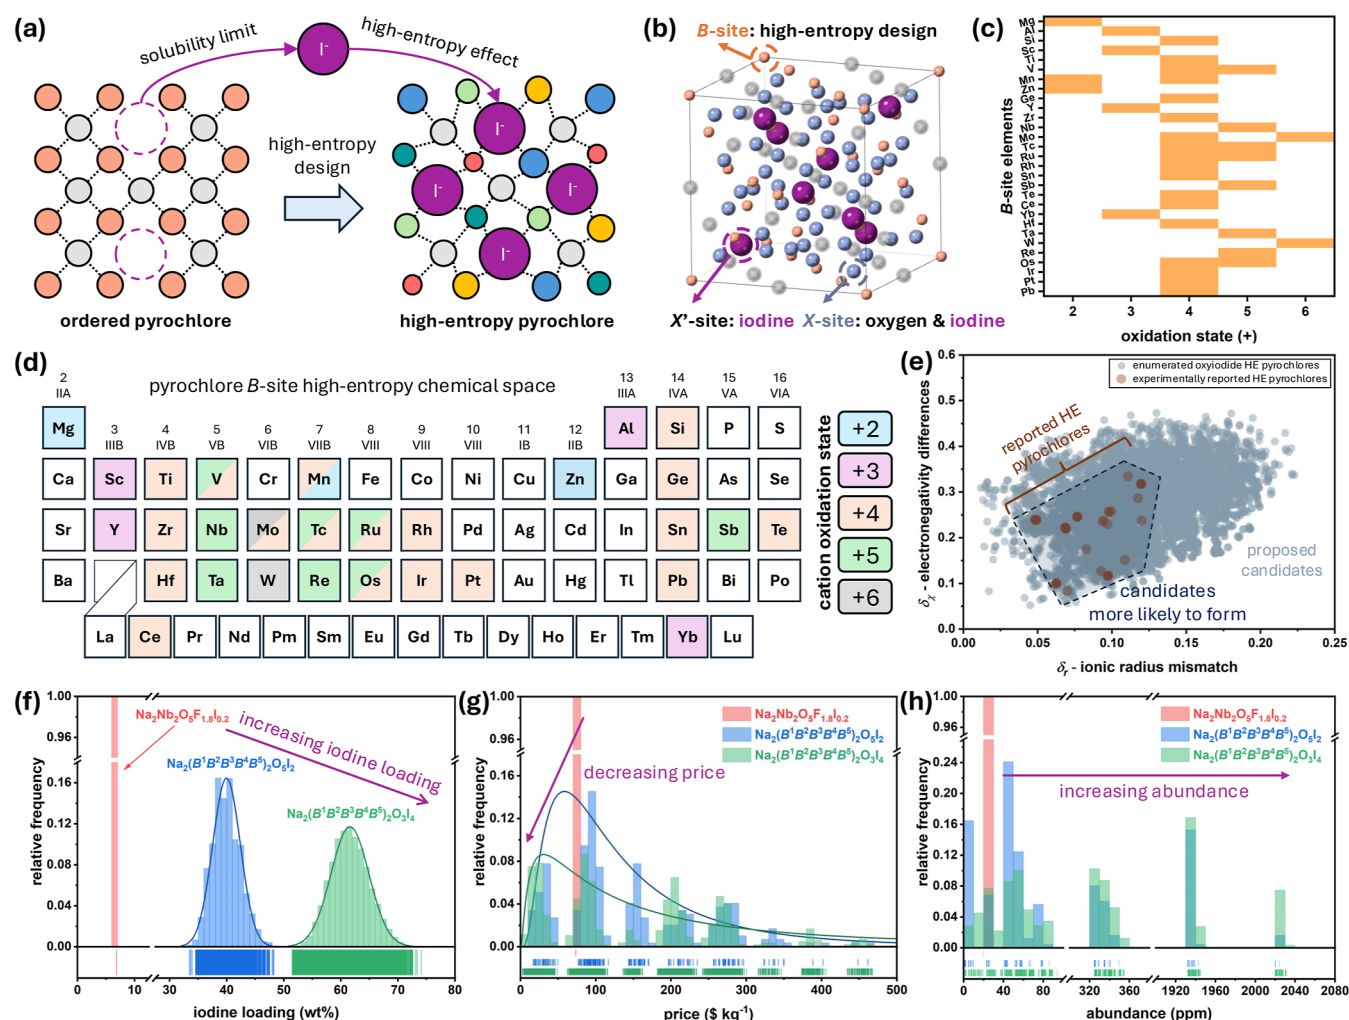 (a)
solubility limit
I⁻
high-entropy effect
I⁻
I⁻
I⁻
I⁻
high-entropy
design
ordered pyrochlore
high-entropy pyrochlore
(b)
B-site: high-entropy design
X'-site: iodine
X-site: oxygen & iodine
(c)
B-site elements
Mg
Al
Si
Sc
Ti
V
Mn
Zn
Ge
Y
Zr
Nb
Mo
Tc
Ru
Rh
Sn
Sb
Te
Ce
Yb
Hf
Ta
W
Re
Os
Ir
Pt
Pb
2 3 4 5 6
oxidation state (+)
(d)
pyrochlore B-site high-entropy chemical space
2 13 14 15 16
IIA IIIA IVA VA VIA
Mg Al Si P S
3 4 5 6 7 8 9 10 11 12
IIIB IVB VB VIB VIIB VIII VIII VIII IB IIB
Ca Sc Ti V Cr Mn Fe Co Ni Cu Zn Ga Ge As Se
Sr Y Zr Nb Mo Tc Ru Rh Pd Ag Cd In Sn Sb Te
Ba Hf Ta W Re Os Ir Pt Au Hg Tl Pb Bi Po
La Ce Pr Nd Pm Sm Eu Gd Tb Dy Ho Er Tm Yb Lu
cation oxidation state
+2
+3
+4
+5
+6
(e)
enumerated oxyiodide HE pyrochlores
experimentally reported HE pyrochlores
reported HE
pyrochlores
proposed
candidates
candidates
more likely to form
δχ - electronegativity differences
0.6
0.5
0.4
0.3
0.2
0.1
0.0
0.00 0.05 0.10 0.15 0.20 0.25
δr - ionic radius mismatch
(f)
relative frequency
1.00
0.96
0.16
0.12
0.08
0.04
0.00
Na₂Nb₂O₅F₁.₈I₀.₂
increasing iodine loading
Na₂(B¹B²B³B⁴B⁵)₂O₅I₂
Na₂(B¹B²B³B⁴B⁵)₂O₃I₄
0 10 30 40 50 60 70 80
iodine loading (wt%)
(g)
relative frequency
1.00
0.96
0.16
0.12
0.08
0.04
0.00
Na₂Nb₂O₅F₁.₈I₀.₂
Na₂(B¹B²B³B⁴B⁵)₂O₅I₂
Na₂(B¹B²B³B⁴B⁵)₂O₃I₄
decreasing price
0 100 200 300 400 500
price ($ kg⁻¹)
(h)
relative frequency
1.00
0.96
0.24
0.20
0.16
0.12
0.08
0.04
0.00
Na₂Nb₂O₅F₁.₈I₀.₂
Na₂(B¹B²B³B⁴B⁵)₂O₅I₂
Na₂(B¹B²B³B⁴B⁵)₂O₃I₄
increasing abundance
0 40 80 320 360 1920 1960 2000 2040 2080
abundance (ppm)